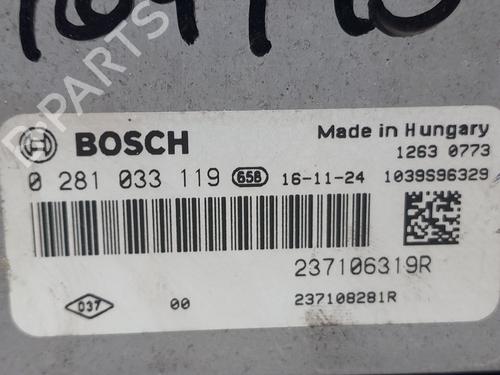 BOSCH
Made in Hungary
1263 0773
0 281 033 119 658 16-11-24 1039S96329
237106319R
037 00 237108281R